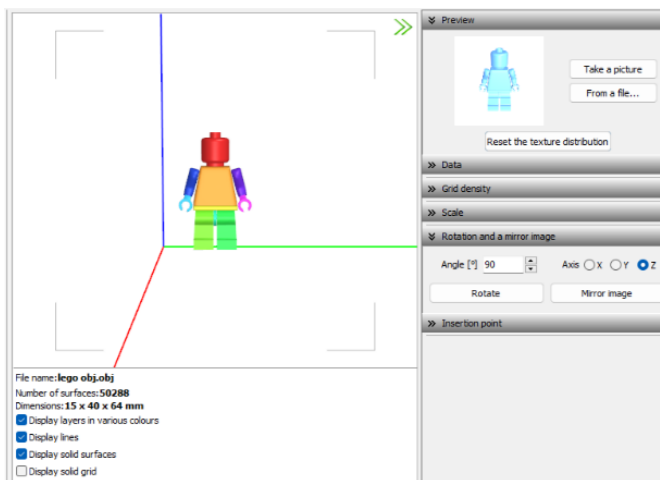 Preview
Take a picture
From a file...
Reset the texture distribution
Data
Grid density
Scale
Rotation and a mirror image
Angle [°] 90 Axis X Y Z
Rotate Mirror image
Insertion point
File name:lego obj.obj
Number of surfaces:50288
Dimensions:15 x 40 x 64 mm
Display layers in various colours
Display lines
Display solid surfaces
Display solid grid